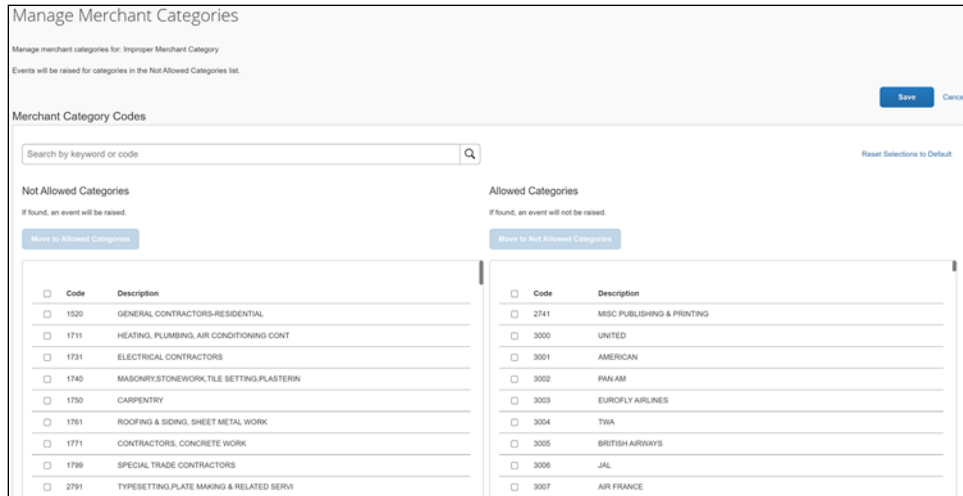 Manage Merchant Categories
Manage merchant categories for: Improper Merchant Category
Events will be raised for categories in the Not Allowed Categories list.
Save Cance
Merchant Category Codes
Search by keyword or code
Reset Selections to Default
Not Allowed Categories
If found, an event will be raised.
Move to Allowed Categories
Code Description
1520 GENERAL CONTRACTORS-RESIDENTIAL
1711 HEATING, PLUMBING, AIR CONDITIONING CONT
1731 ELECTRICAL CONTRACTORS
1740 MASONRY,STONEWORK,TILE SETTING,PLASTERIN
1750 CARPENTRY
1761 ROOFING & SIDING, SHEET METAL WORK
1771 CONTRACTORS, CONCRETE WORK
1799 SPECIAL TRADE CONTRACTORS
2791 TYPESETTING,PLATE MAKING & RELATED SERVI
Allowed Categories
If found, an event will not be raised.
Move to Not Allowed Categories
Code Description
2741 MISC PUBLISHING & PRINTING
3000 UNITED
3001 AMERICAN
3002 PAN AM
3003 EUROFLY AIRLINES
3004 TWA
3005 BRITISH AIRWAYS
3006 JAL
3007 AIR FRANCE